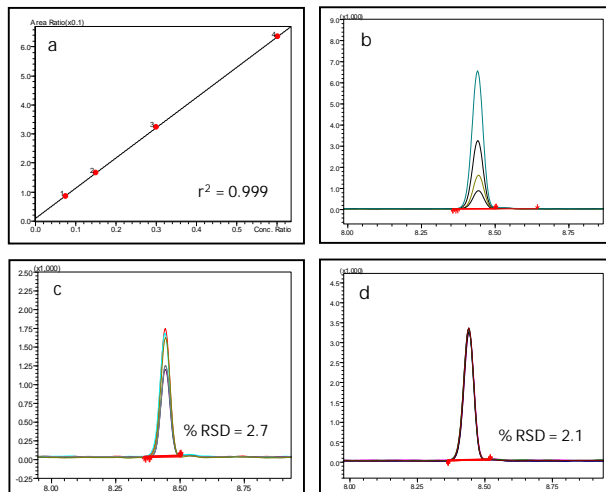 Area Ratio(x0.1)
a
6.0
5.0
4.0
3.0
2.0
1.0
0.0
1
2
3
4
r² = 0.999
0.0 0.1 0.2 0.3 0.4 0.5
Conc. Ratio
(x1,000)
b
9.0
8.0
7.0
6.0
5.0
4.0
3.0
2.0
1.0
0.0
8.00 8.25 8.50 8.75
(x1,000)
c
2.50
2.25
2.00
1.75
1.50
1.25
1.00
0.75
0.50
0.25
0.00
-0.25
% RSD = 2.7
8.00 8.25 8.50 8.75
(x1,000)
d
4.5
4.0
3.5
3.0
2.5
2.0
1.5
1.0
0.5
0.0
% RSD = 2.1
8.00 8.25 8.50 8.75